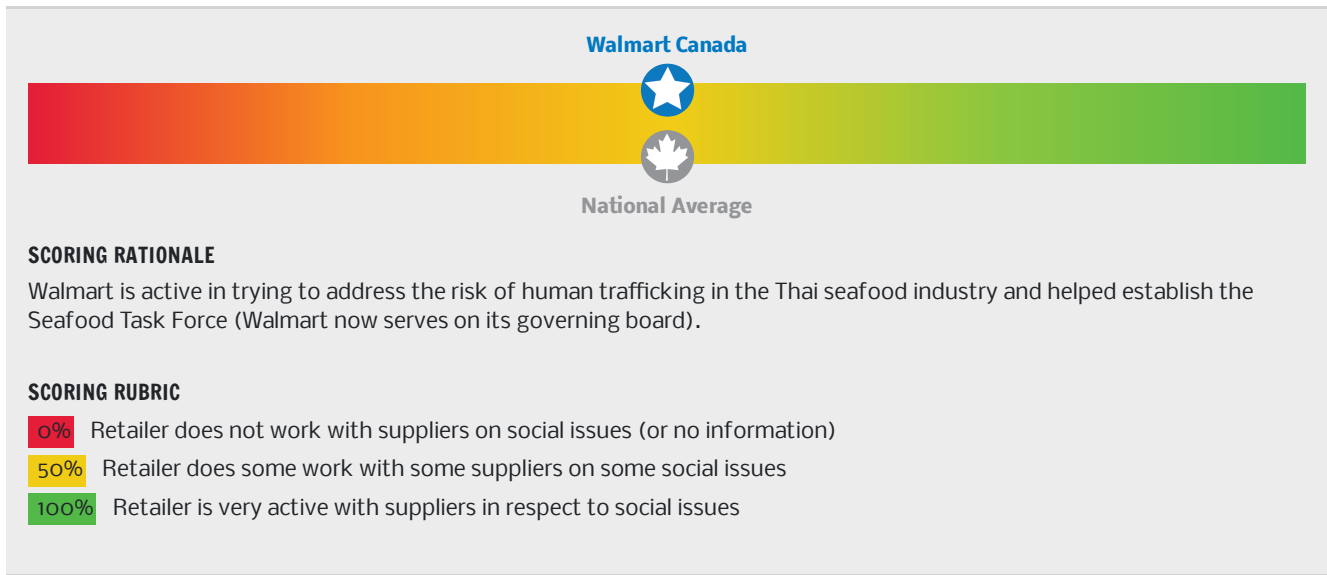 Walmart Canada
National Average
SCORING RATIONALE
Walmart is active in trying to address the risk of human trafficking in the Thai seafood industry and helped establish the
Seafood Task Force (Walmart now serves on its governing board).
SCORING RUBRIC
0% Retailer does not work with suppliers on social issues (or no information)
50% Retailer does some work with some suppliers on some social issues
100% Retailer is very active with suppliers in respect to social issues